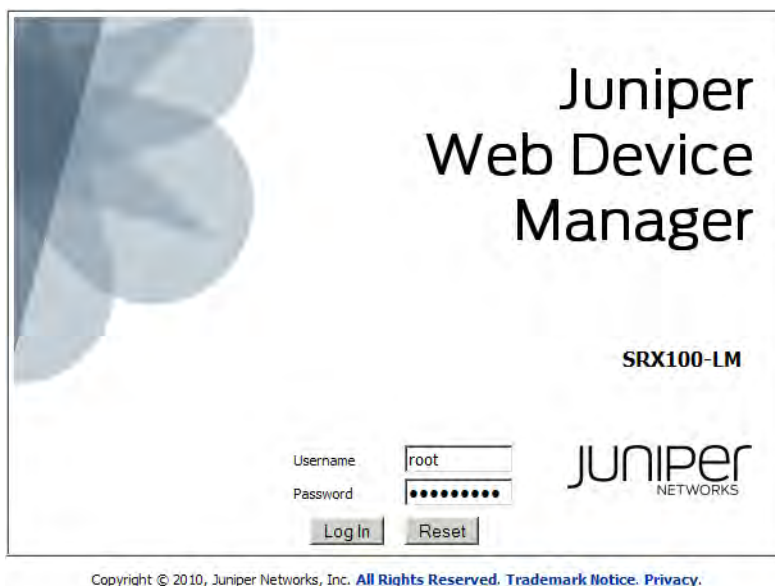 Juniper
Web Device
Manager
SRX100-LM
Username root
Password ●●●●●●●●●
Log In Reset
JUNIPER
NETWORKS
Copyright © 2010, Juniper Networks, Inc. All Rights Reserved. Trademark Notice. Privacy.